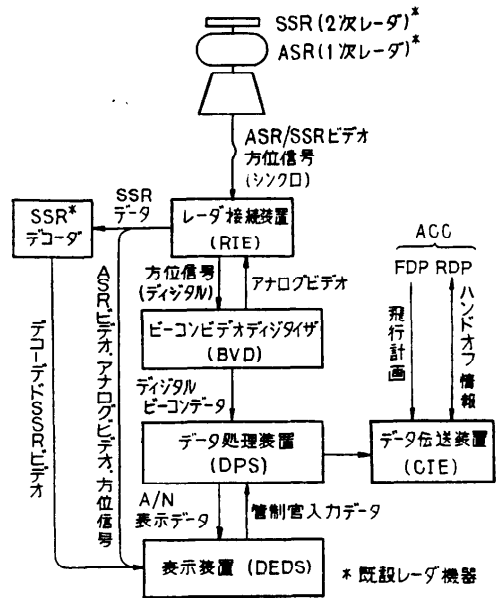 SSR(2次レーダ)*
ASR(1次レーダ)*
ASR/SSRビデオ
方位信号
(シンクロ)
SSR
データ
SSR*
デコーダ
レーダ接続装置
(RIE)
ACC
FDP RDP
方位信号
(ディジタル)
アナログビデオ
飛行計画
ハンドオフ情報
ビーコンビデオディジタイザ
(BVD)
ASRビデオ,アナログビデオ,方位信号
デコーデドSSRビデオ
ディジタル
ビーコンデータ
データ処理装置
(DPS)
データ伝送装置
(CIE)
A/N
表示データ
管制官入力データ
表示装置(DEDS)
*既設レーダ機器